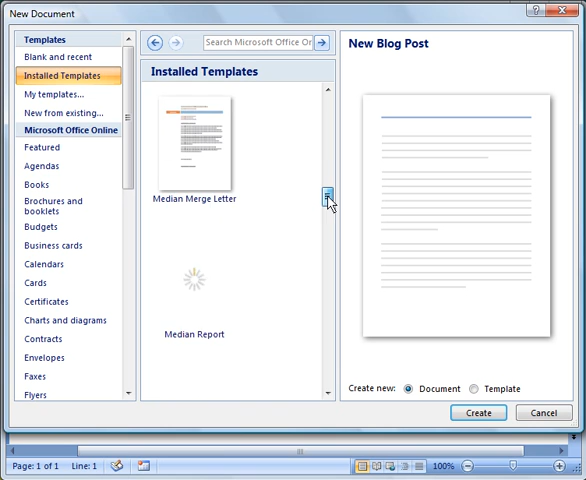 New Document
Templates
Blank and recent
Installed Templates
My templates...
New from existing...
Microsoft Office Online
Featured
Agendas
Books
Brochures and
booklets
Budgets
Business cards
Calendars
Cards
Certificates
Charts and diagrams
Contracts
Envelopes
Faxes
Flyers
Search Microsoft Office Or
Installed Templates
Median Merge Letter
Median Report
New Blog Post
Create new: Document Template
Create Cancel
Page: 1 of 1 Line: 1 100%